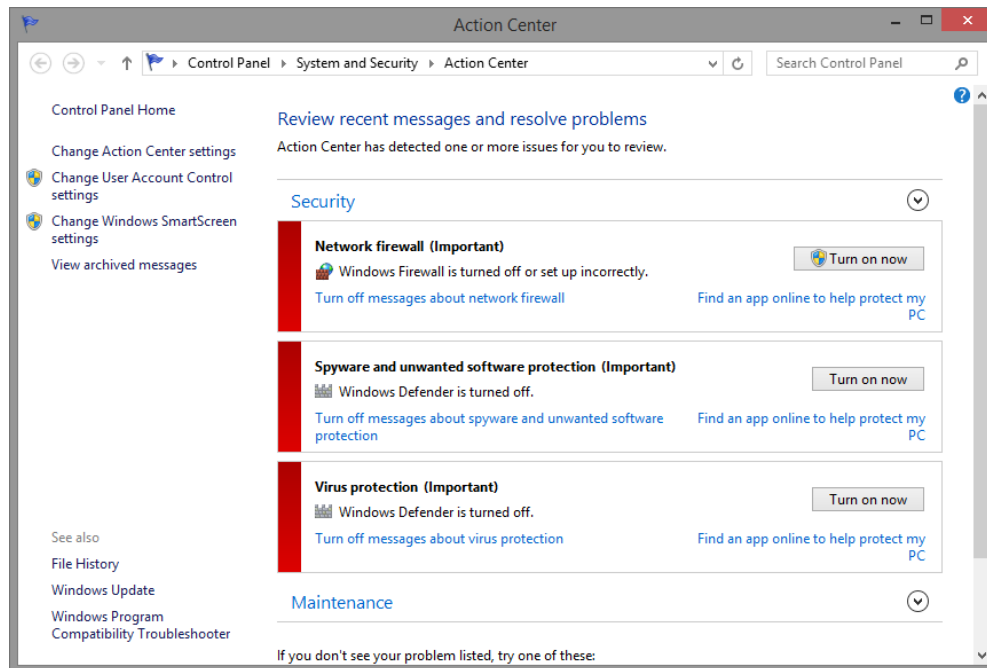 Action Center
Control Panel System and Security Action Center
Search Control Panel
Control Panel Home
Change Action Center settings
Change User Account Control
settings
Change Windows SmartScreen
settings
View archived messages
See also
File History
Windows Update
Windows Program
Compatibility Troubleshooter
Review recent messages and resolve problems
Action Center has detected one or more issues for you to review.
Security
Network firewall (Important)
Windows Firewall is turned off or set up incorrectly.
Turn on now
Turn off messages about network firewall
Find an app online to help protect my
PC
Spyware and unwanted software protection (Important)
Windows Defender is turned off.
Turn on now
Turn off messages about spyware and unwanted software
protection
Find an app online to help protect my
PC
Virus protection (Important)
Windows Defender is turned off.
Turn on now
Turn off messages about virus protection
Find an app online to help protect my
PC
Maintenance
If you don't see your problem listed, try one of these: